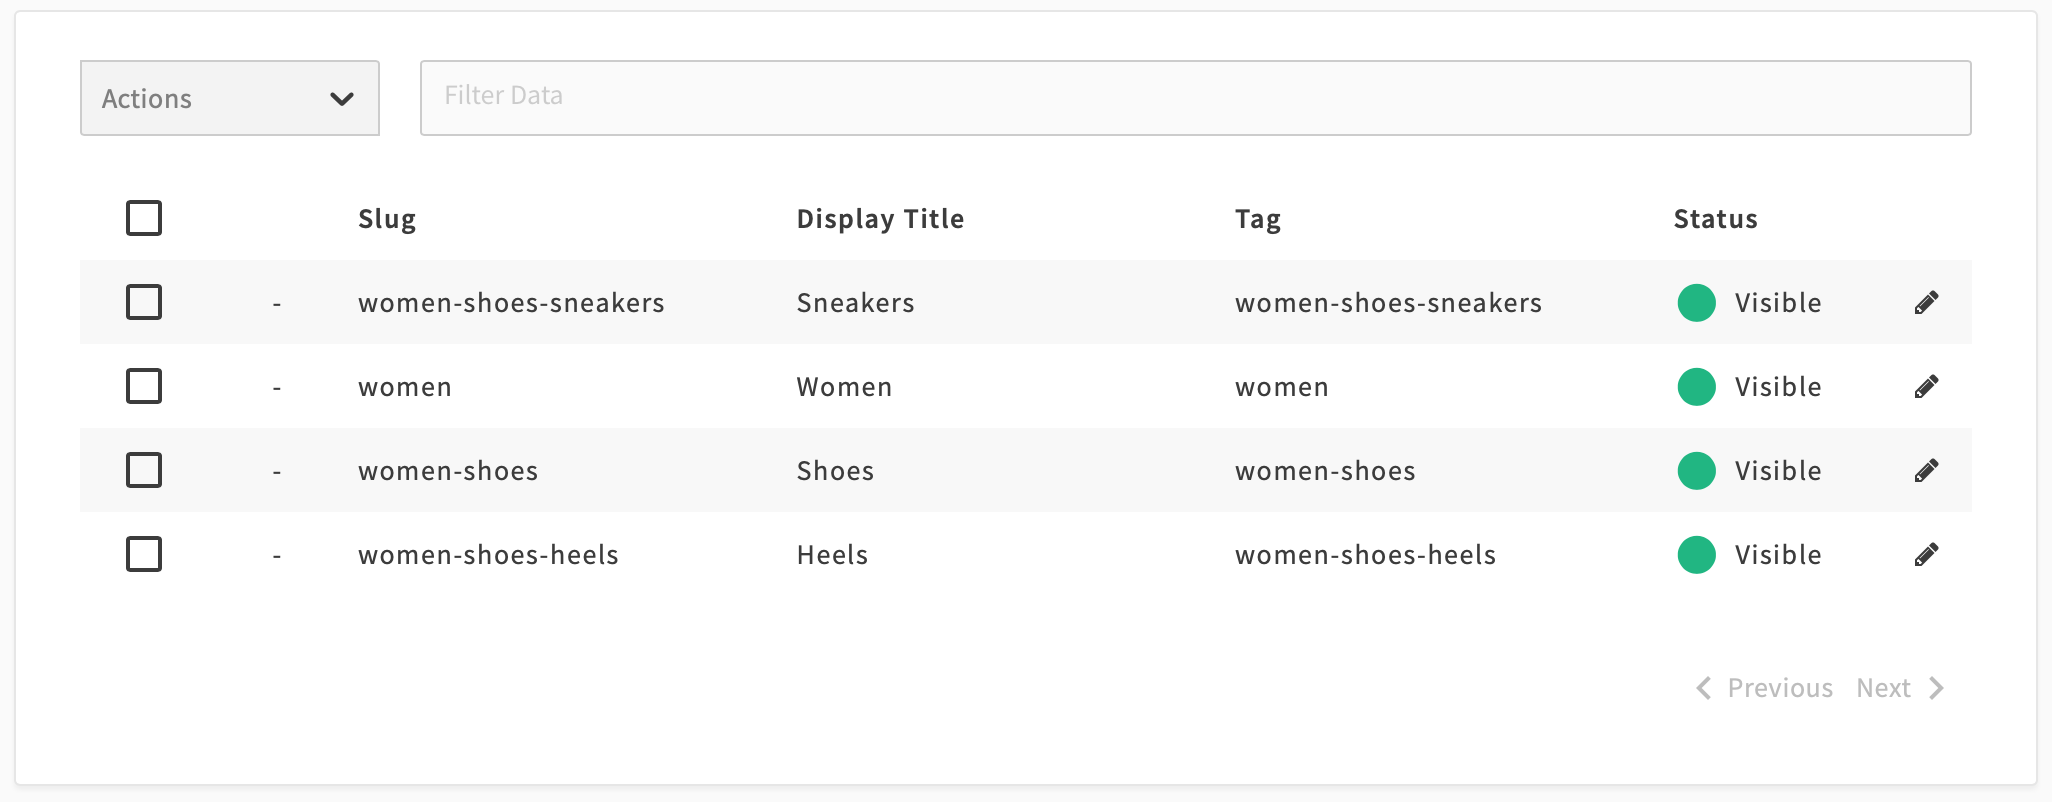 Actions Filter Data
Slug Display Title Tag Status
- women-shoes-sneakers Sneakers women-shoes-sneakers Visible
- women Women women Visible
- women-shoes Shoes women-shoes Visible
- women-shoes-heels Heels women-shoes-heels Visible
Previous Next